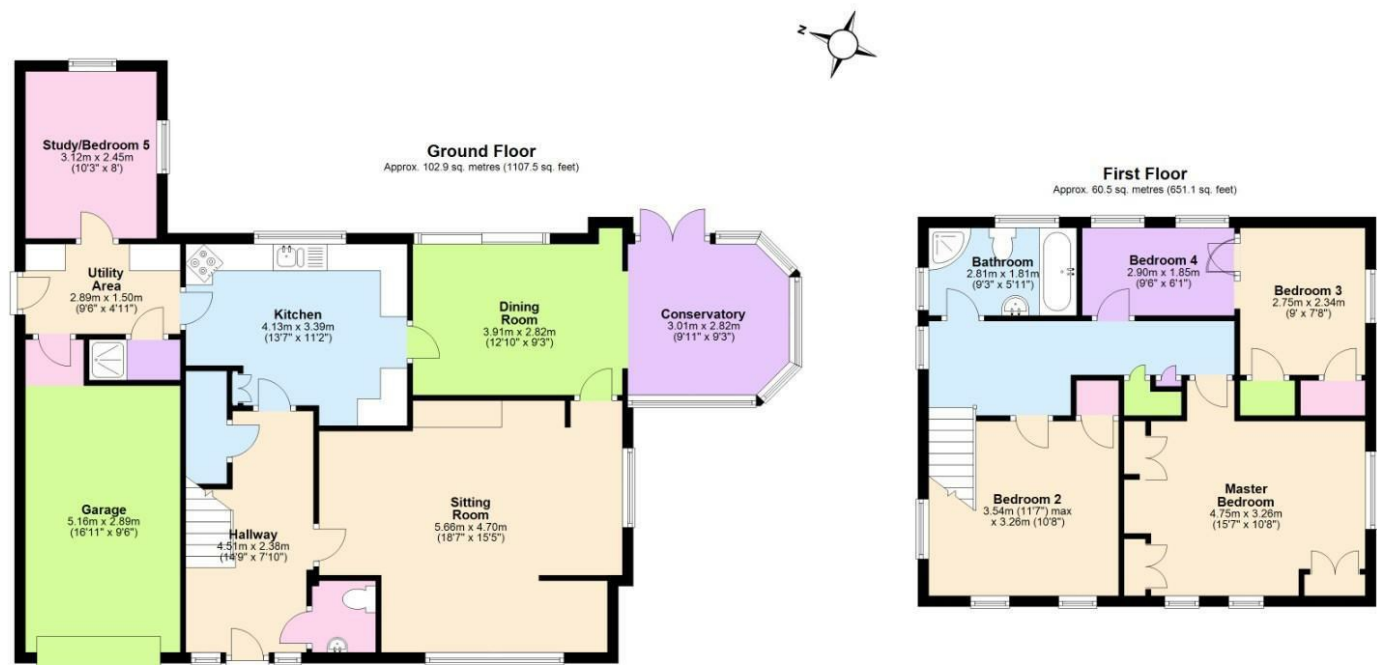 N
Ground Floor
Approx. 102.9 sq. metres (1107.5 sq. feet)
Study/Bedroom 5
3.12m x 2.45m
(10'3" x 8')
Utility
Area
2.89m x 1.50m
(9'6" x 4'11")
Kitchen
4.13m x 3.39m
(13'7" x 11'2")
Dining
Room
3.91m x 2.82m
(12'10" x 9'3")
Conservatory
3.01m x 2.82m
(9'11" x 9'3")
Garage
5.16m x 2.89m
(16'11" x 9'6")
Hallway
4.51m x 2.38m
(14'9" x 7'10")
Sitting
Room
5.66m x 4.70m
(18'7" x 15'5")
First Floor
Approx. 60.5 sq. metres (651.1 sq. feet)
Bathroom
2.81m x 1.81m
(9'3" x 5'11")
Bedroom 4
2.90m x 1.85m
(9'6" x 6'1")
Bedroom 3
2.75m x 2.34m
(9' x 7'8")
Bedroom 2
3.54m (11'7") max
x 3.26m (10'8")
Master
Bedroom
4.75m x 3.26m
(15'7" x 10'8")